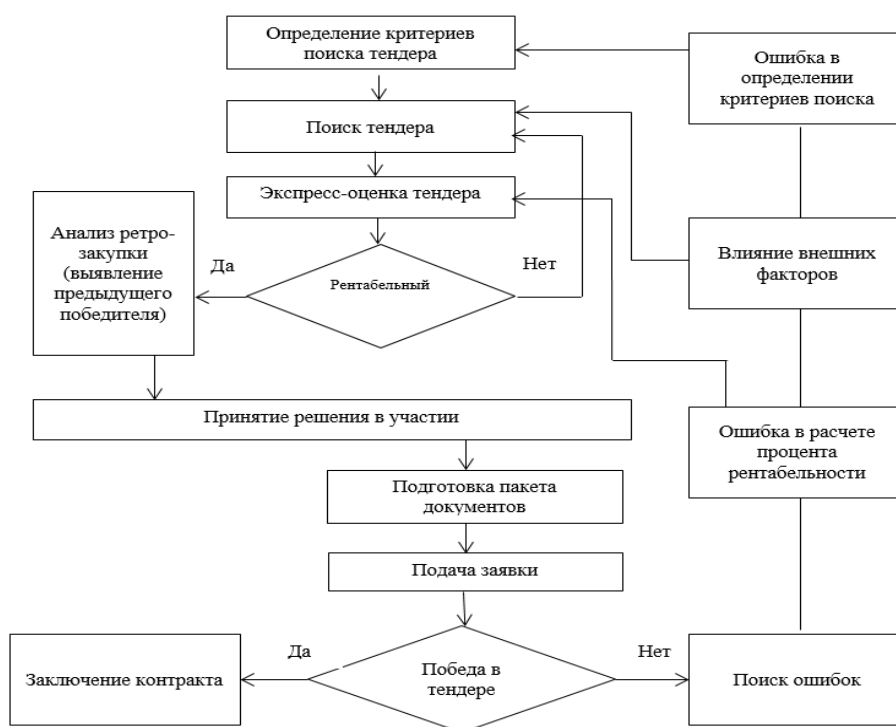 Определение критериев
поиска тендера
Ошибка в
определении
критериев поиска
Поиск тендера
Экспресс-оценка тендера
Анализ ретро-
закупки
(выявление
предыдущего
победителя)
Да
Рентабельный
Нет
Влияние внешних
факторов
Принятие решения в участии
Ошибка в расчете
процента
рентабельности
Подготовка пакета
документов
Подача заявки
Заключение контракта
Да
Победа в
тендере
Нет
Поиск ошибок